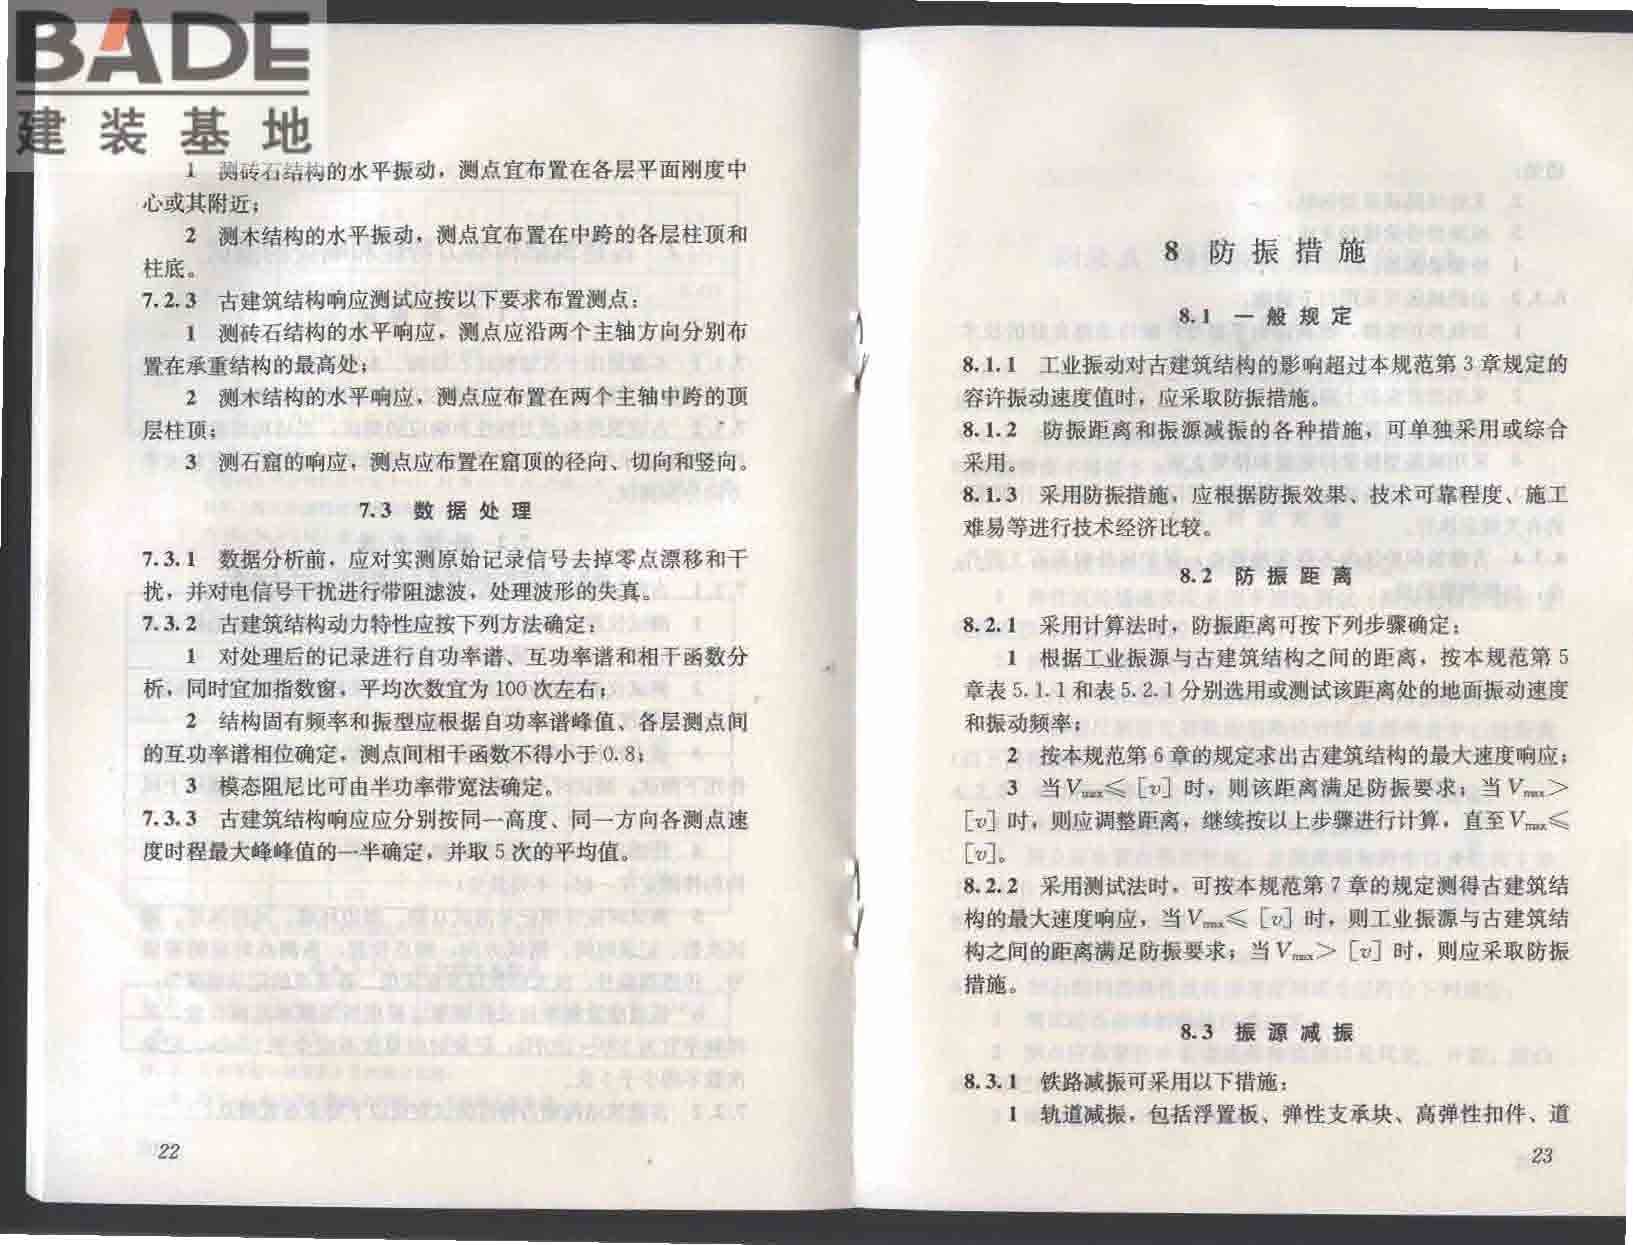 BADE
建装基地
1 测砖石结构的水平振动，测点宜布置在各层平面刚度中
心或其附近；
2 测木结构的水平振动，测点宜布置在中跨的各层柱顶和
柱底。
7.2.3 古建筑结构响应测试应按以下要求布置测点：
1 测砖石结构的水平响应，测点应沿两个主轴方向分别布
置在承重结构的最高处；
2 测木结构的水平响应，测点应布置在两个主轴中跨的顶
层柱顶；
3 测石窟的响应，测点应布置在窟顶的径向、切向和竖向。
7.3 数据处理
7.3.1 数据分析前，应对实测原始记录信号去掉零点漂移和干
扰，并对电信号干扰进行带阻滤波，处理波形的失真。
7.3.2 古建筑结构动力特性应按下列方法确定：
1 对处理后的记录进行自功率谱、互功率谱和相干函数分
析，同时宜加指数窗，平均次数宜为100次左右；
2 结构固有频率和振型应根据自功率谱峰值、各层测点间
的互功率谱相位确定，测点间相干函数不得小于0.8；
3 模态阻尼比可由半功率带宽法确定。
7.3.3 古建筑结构响应应分别按同一高度、同一方向各测点速
度时程最大峰峰值的一半确定，并取5次的平均值。
22
8 防振措施
8.1 一般规定
8.1.1 工业振动对古建筑结构的影响超过本规范第3章规定的
容许振动速度值时，应采取防振措施。
8.1.2 防振距离和振源减振的各种措施，可单独采用或综合
采用。
8.1.3 采用防振措施，应根据防振效果、技术可靠程度、施工
难易等进行技术经济比较。
8.2 防振距离
8.2.1 采用计算法时，防振距离可按下列步骤确定：
1 根据工业振源与古建筑结构之间的距离，按本规范第5
章表5.1.1和表5.2.1分别选用或测试该距离处的地面振动速度
和振动频率；
2 按本规范第6章的规定求出古建筑结构的最大速度响应；
3 当Vmax≤［v］时，则该距离满足防振要求；当Vmax＞
［v］时，则应调整距离，继续按以上步骤进行计算，直至Vmax≤
［v］。
8.2.2 采用测试法时，可按本规范第7章的规定测得古建筑结
构的最大速度响应，当Vmax≤［v］时，则工业振源与古建筑结
构之间的距离满足防振要求；当Vmax＞［v］时，则应采取防振
措施。
8.3 振源减振
8.3.1 铁路减振可采用以下措施：
1 轨道减振，包括浮置板、弹性支承块、高弹性扣件、道
23